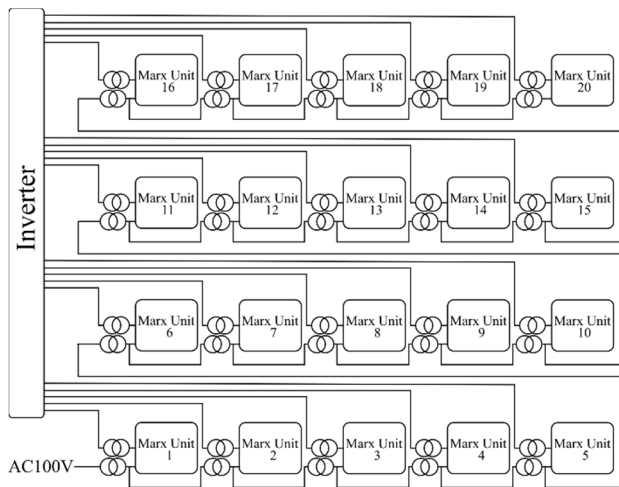 Inverter
Marx Unit
16
Marx Unit
17
Marx Unit
18
Marx Unit
19
Marx Unit
20
Marx Unit
11
Marx Unit
12
Marx Unit
13
Marx Unit
14
Marx Unit
15
Marx Unit
6
Marx Unit
7
Marx Unit
8
Marx Unit
9
Marx Unit
10
AC100V
Marx Unit
1
Marx Unit
2
Marx Unit
3
Marx Unit
4
Marx Unit
5